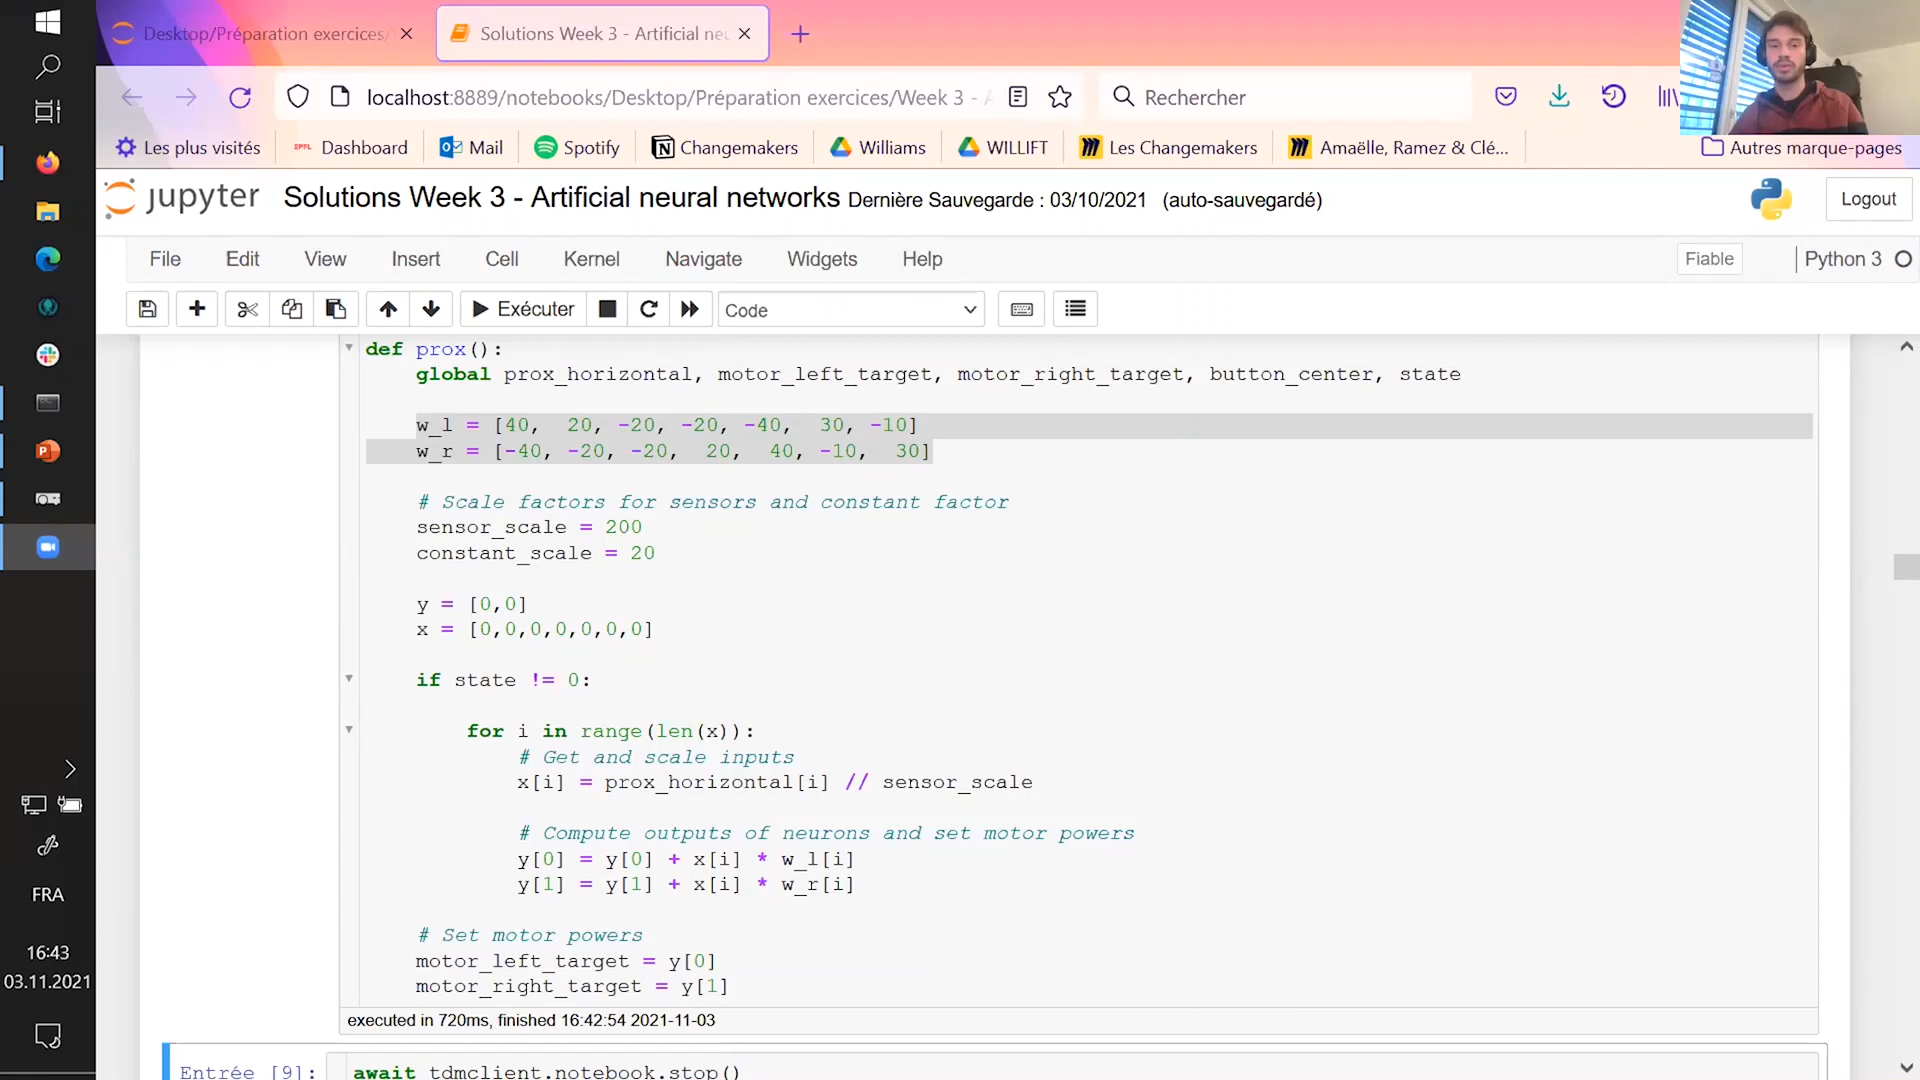 Desktop/Préparation exercices/
Solutions Week 3 - Artificial neu
localhost:8889/notebooks/Desktop/Préparation exercices/Week 3 -
Rechercher
Les plus visités
SPFL Dashboard
Mail
Spotify
Changemakers
Williams
WILLIFT
Les Changemakers
Amaëlle, Ramez & Clé...
Autres marque-pages
jupyter Solutions Week 3 - Artificial neural networks Dernière Sauvegarde : 03/10/2021 (auto-sauvegardé)
Logout
File Edit View Insert Cell Kernel Navigate Widgets Help
Fiable
Python 3
Exécuter
Code
def prox():
global prox_horizontal, motor_left_target, motor_right_target, button_center, state
w_l = [40, 20, -20, -20, -40, 30, -10]
w_r = [-40, -20, -20, 20, 40, -10, 30]
# Scale factors for sensors and constant factor
sensor_scale = 200
constant_scale = 20
y = [0,0]
x = [0,0,0,0,0,0,0]
if state != 0:
for i in range(len(x)):
# Get and scale inputs
x[i] = prox_horizontal[i] // sensor_scale
# Compute outputs of neurons and set motor powers
y[0] = y[0] + x[i] * w_l[i]
y[1] = y[1] + x[i] * w_r[i]
# Set motor powers
motor_left_target = y[0]
motor_right_target = y[1]
executed in 720ms, finished 16:42:54 2021-11-03
Entrée [9]: await tdmclient.notebook.stop()
FRA
16:43
03.11.2021